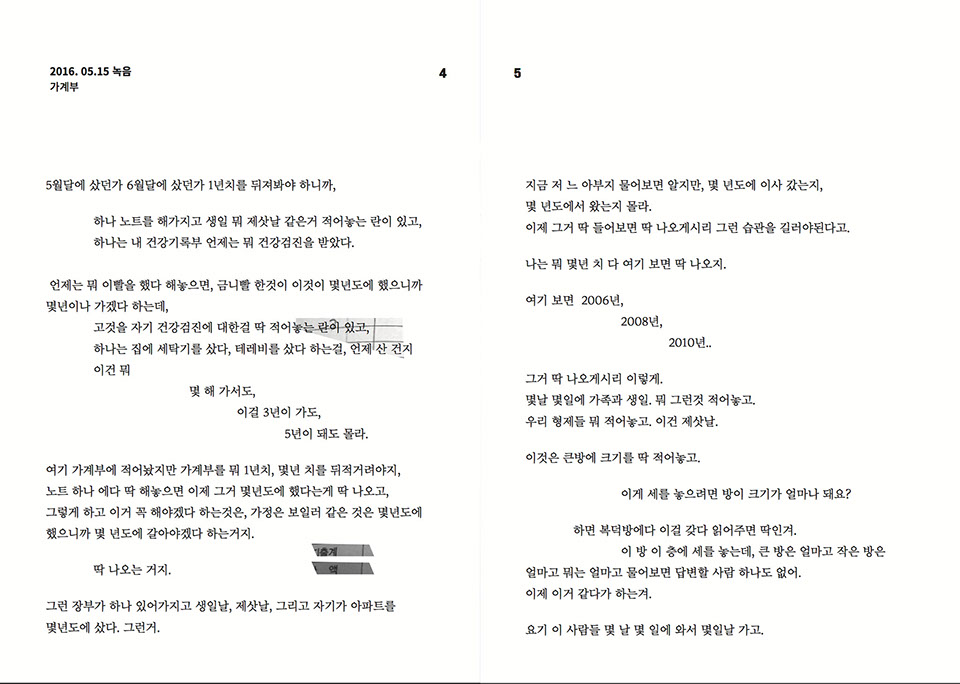 2016. 05.15 녹음
가계부
4
5월달에 샀던가 6월달에 샀던가 1년치를 뒤져봐야 하니까,
하나 노트를 해가지고 생일 뭐 제삿날 같은거 적어놓는 란이 있고,
하나는 내 건강기록부 언제는 뭐 건강검진을 받았다.
언제는 뭐 이빨을 했다 해놓으면, 금니빨 한것이 이것이 몇년도에 했으니까
몇년이나 가겠다 하는데,
고것을 자기 건강검진에 대한걸 딱 적어놓는 란이 있고,
하나는 집에 세탁기를 샀다, 테레비를 샀다 하는걸, 언제 산 건지
이건 뭐
몇 해 가서도,
이걸 3년이 가도,
5년이 돼도 몰라.
여기 가계부에 적어놨지만 가계부를 뭐 1년치, 몇년 치를 뒤적거려야지,
노트 하나 에다 딱 해놓으면 이제 그거 몇년도에 했다는게 딱 나오고,
그렇게 하고 이거 꼭 해야겠다 하는것은, 가정은 보일러 같은 것은 몇년도에
했으니까 몇 년도에 갈아야겠다 하는거지.
출계
딱 나오는 거지.
액
그런 장부가 하나 있어가지고 생일날, 제삿날, 그리고 자기가 아파트를
몇년도에 샀다. 그런거.
5
지금 저 느 아부지 물어보면 알지만, 몇 년도에 이사 갔는지,
몇 년도에서 왔는지 몰라.
이제 그거 딱 들어보면 딱 나오게시리 그런 습관을 길러야된다고.
나는 뭐 몇년 치 다 여기 보면 딱 나오지.
여기 보면 2006년,
2008년,
2010년..
그거 딱 나오게시리 이렇게.
몇날 몇일에 가족과 생일. 뭐 그런것 적어놓고.
우리 형제들 뭐 적어놓고. 이건 제삿날.
이것은 큰방에 크기를 딱 적어놓고.
이게 세를 놓으려면 방이 크기가 얼마나 돼요?
하면 복덕방에다 이걸 갖다 읽어주면 딱인겨.
이 방 이 층에 세를 놓는데, 큰 방은 얼마고 작은 방은
얼마고 뭐는 얼마고 물어보면 답변할 사람 하나도 없어.
이제 이거 같다가 하는겨.
요기 이 사람들 몇 날 몇 일에 와서 몇일날 가고.